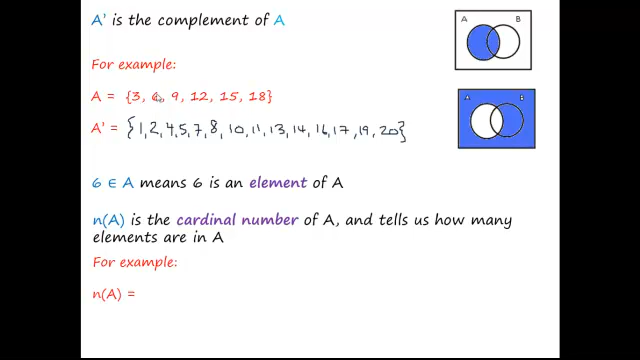 A' is the complement of A
A B
For example:
A = {3, 6, 9, 12, 15, 18}
A B
A' = {1, 2, 4, 5, 7, 8, 10, 11, 13, 14, 16, 17, 19, 20}
6 ∈ A means 6 is an element of A
n(A) is the cardinal number of A, and tells us how many
elements are in A
For example:
n(A) =